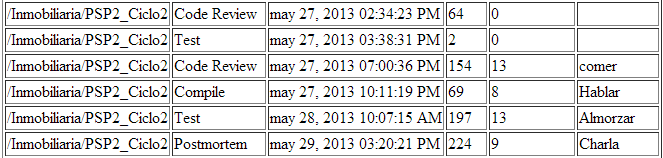 /Inmobiliaria/PSP2_Ciclo2 Code Review may 27, 2013 02:34:23 PM 64 0
/Inmobiliaria/PSP2_Ciclo2 Test may 27, 2013 03:38:31 PM 2 0
/Inmobiliaria/PSP2_Ciclo2 Code Review may 27, 2013 07:00:36 PM 154 13 comer
/Inmobiliaria/PSP2_Ciclo2 Compile may 27, 2013 10:11:19 PM 69 8 Hablar
/Inmobiliaria/PSP2_Ciclo2 Test may 28, 2013 10:07:15 AM 197 13 Almorzar
/Inmobiliaria/PSP2_Ciclo2 Postmortem may 29, 2013 03:20:21 PM 224 9 Charla